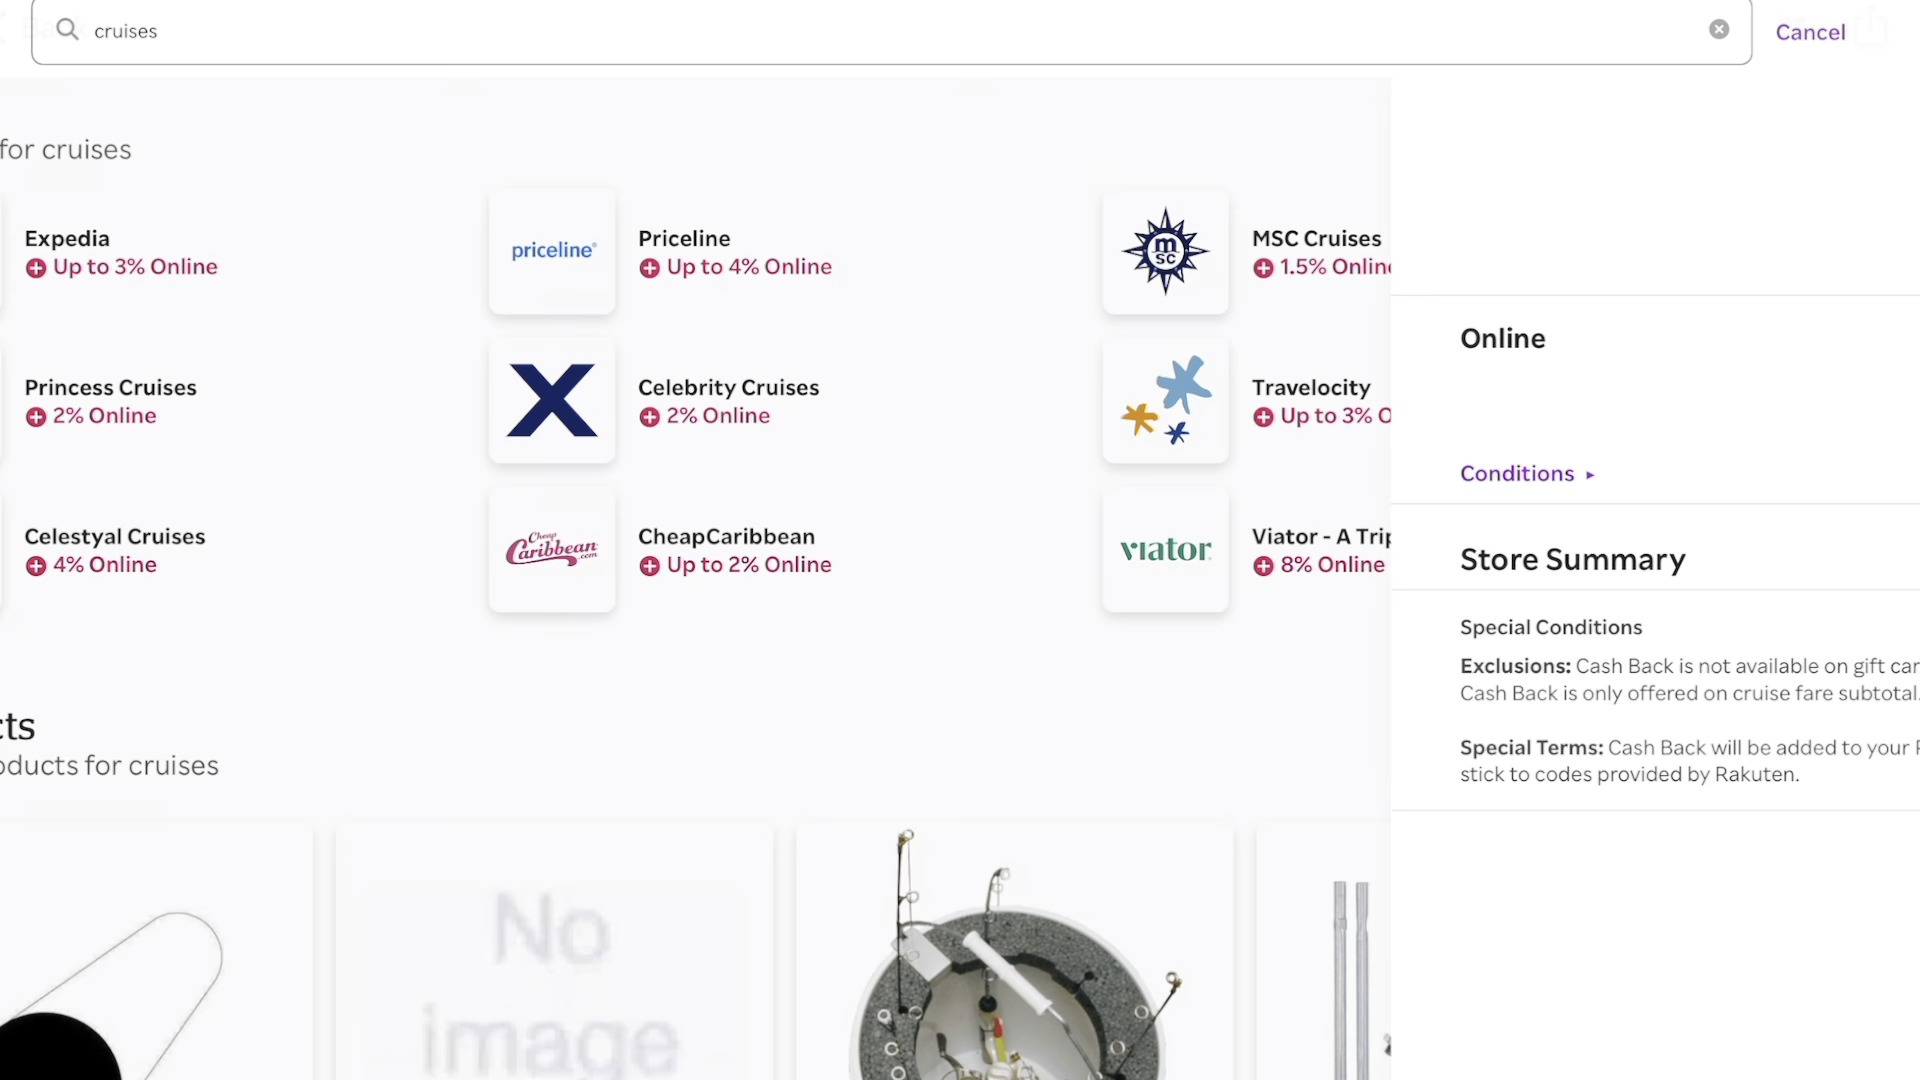 cruises
Cancel
for cruises
Expedia
Up to 3% Online
priceline®
Priceline
Up to 4% Online
m
SC
MSC Cruises
1.5% Online
Princess Cruises
2% Online
Celebrity Cruises
2% Online
Travelocity
Up to 3% O
Celestyal Cruises
4% Online
Cheap
Caribbean
.com
CheapCaribbean
Up to 2% Online
viator
Viator - A Trip
8% Online
cts
oducts for cruises
No
image
Online
Conditions ▸
Store Summary
Special Conditions
Exclusions: Cash Back is not available on gift car
Cash Back is only offered on cruise fare subtotal.
Special Terms: Cash Back will be added to your R
stick to codes provided by Rakuten.